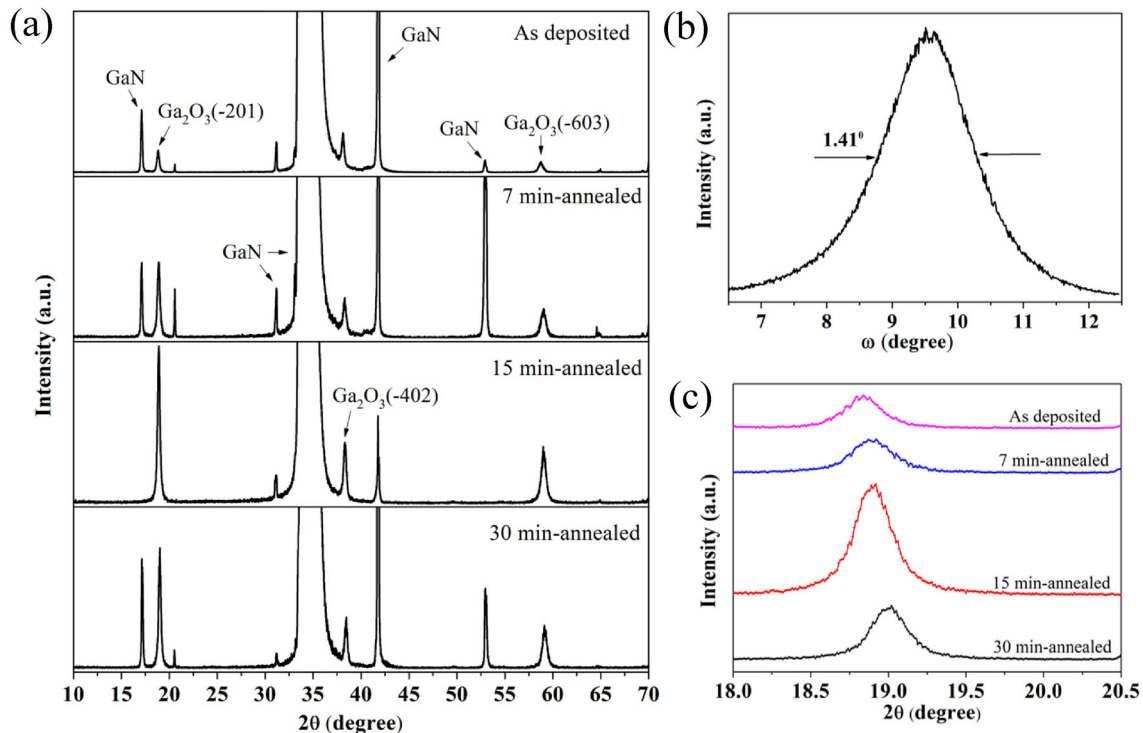 (a)
As deposited
GaN
GaN
Ga₂O₃(-201)
GaN
Ga₂O₃(-603)
7 min-annealed
GaN
15 min-annealed
Ga₂O₃(-402)
30 min-annealed
Intensity (a.u.)
10 15 20 25 30 35 40 45 50 55 60 65 70
2θ (degree)
(b)
1.41⁰
Intensity (a.u.)
7 8 9 10 11 12
ω (degree)
(c)
As deposited
7 min-annealed
15 min-annealed
30 min-annealed
Intensity (a.u.)
18.0 18.5 19.0 19.5 20.0 20.5
2θ (degree)